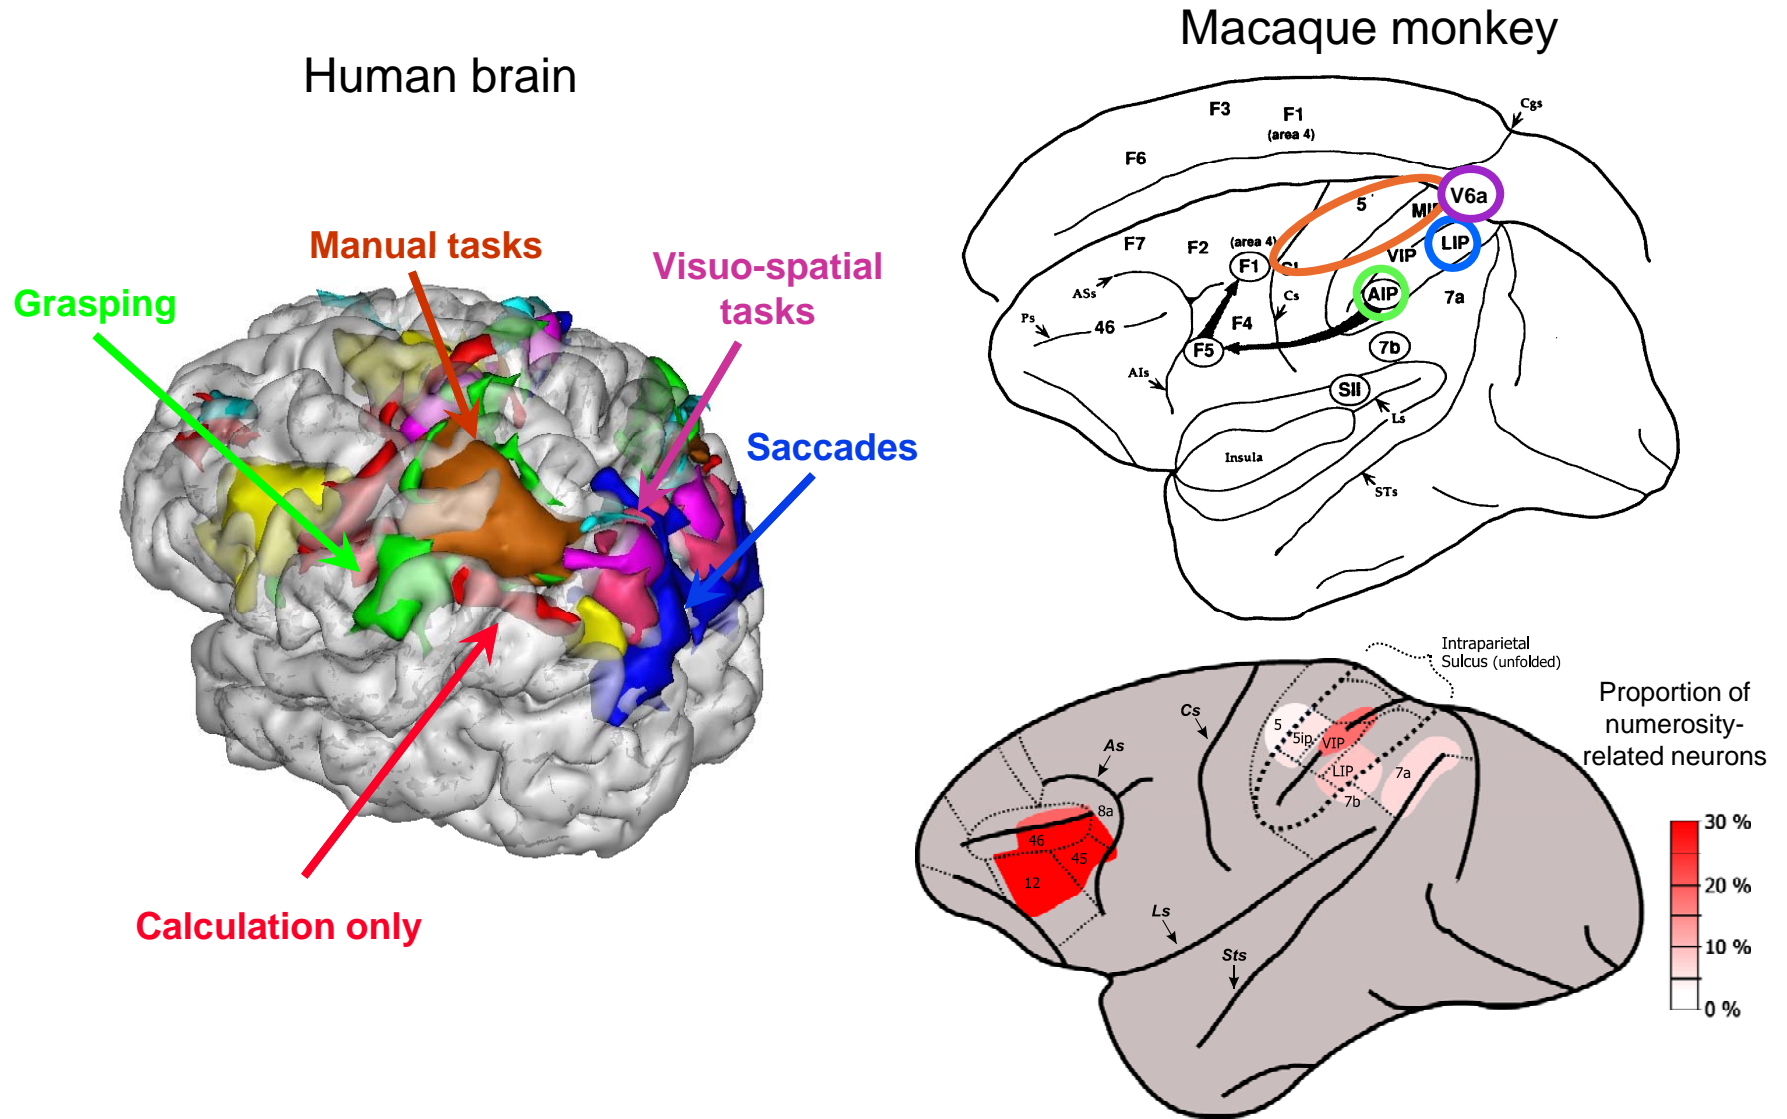 Human brain
Manual tasks
Visuo-spatial
tasks
Grasping
Saccades
Calculation only
Macaque monkey
Cgs
F3
F1
(area 4)
F6
V6a
5
MIP
F7
F2
(area 4)
LIP
VIP
F1
SI
ASs
AIP
7a
Cs
Ps
46
F4
F5
7b
AIs
SII
Ls
Insula
STs
Intraparietal
Sulcus (unfolded)
Proportion of
numerosity-
related neurons
Cs
5
5ip
VIP
As
LIP
7a
7b
8a
46
45
12
30 %
20 %
10 %
0 %
Ls
Sts